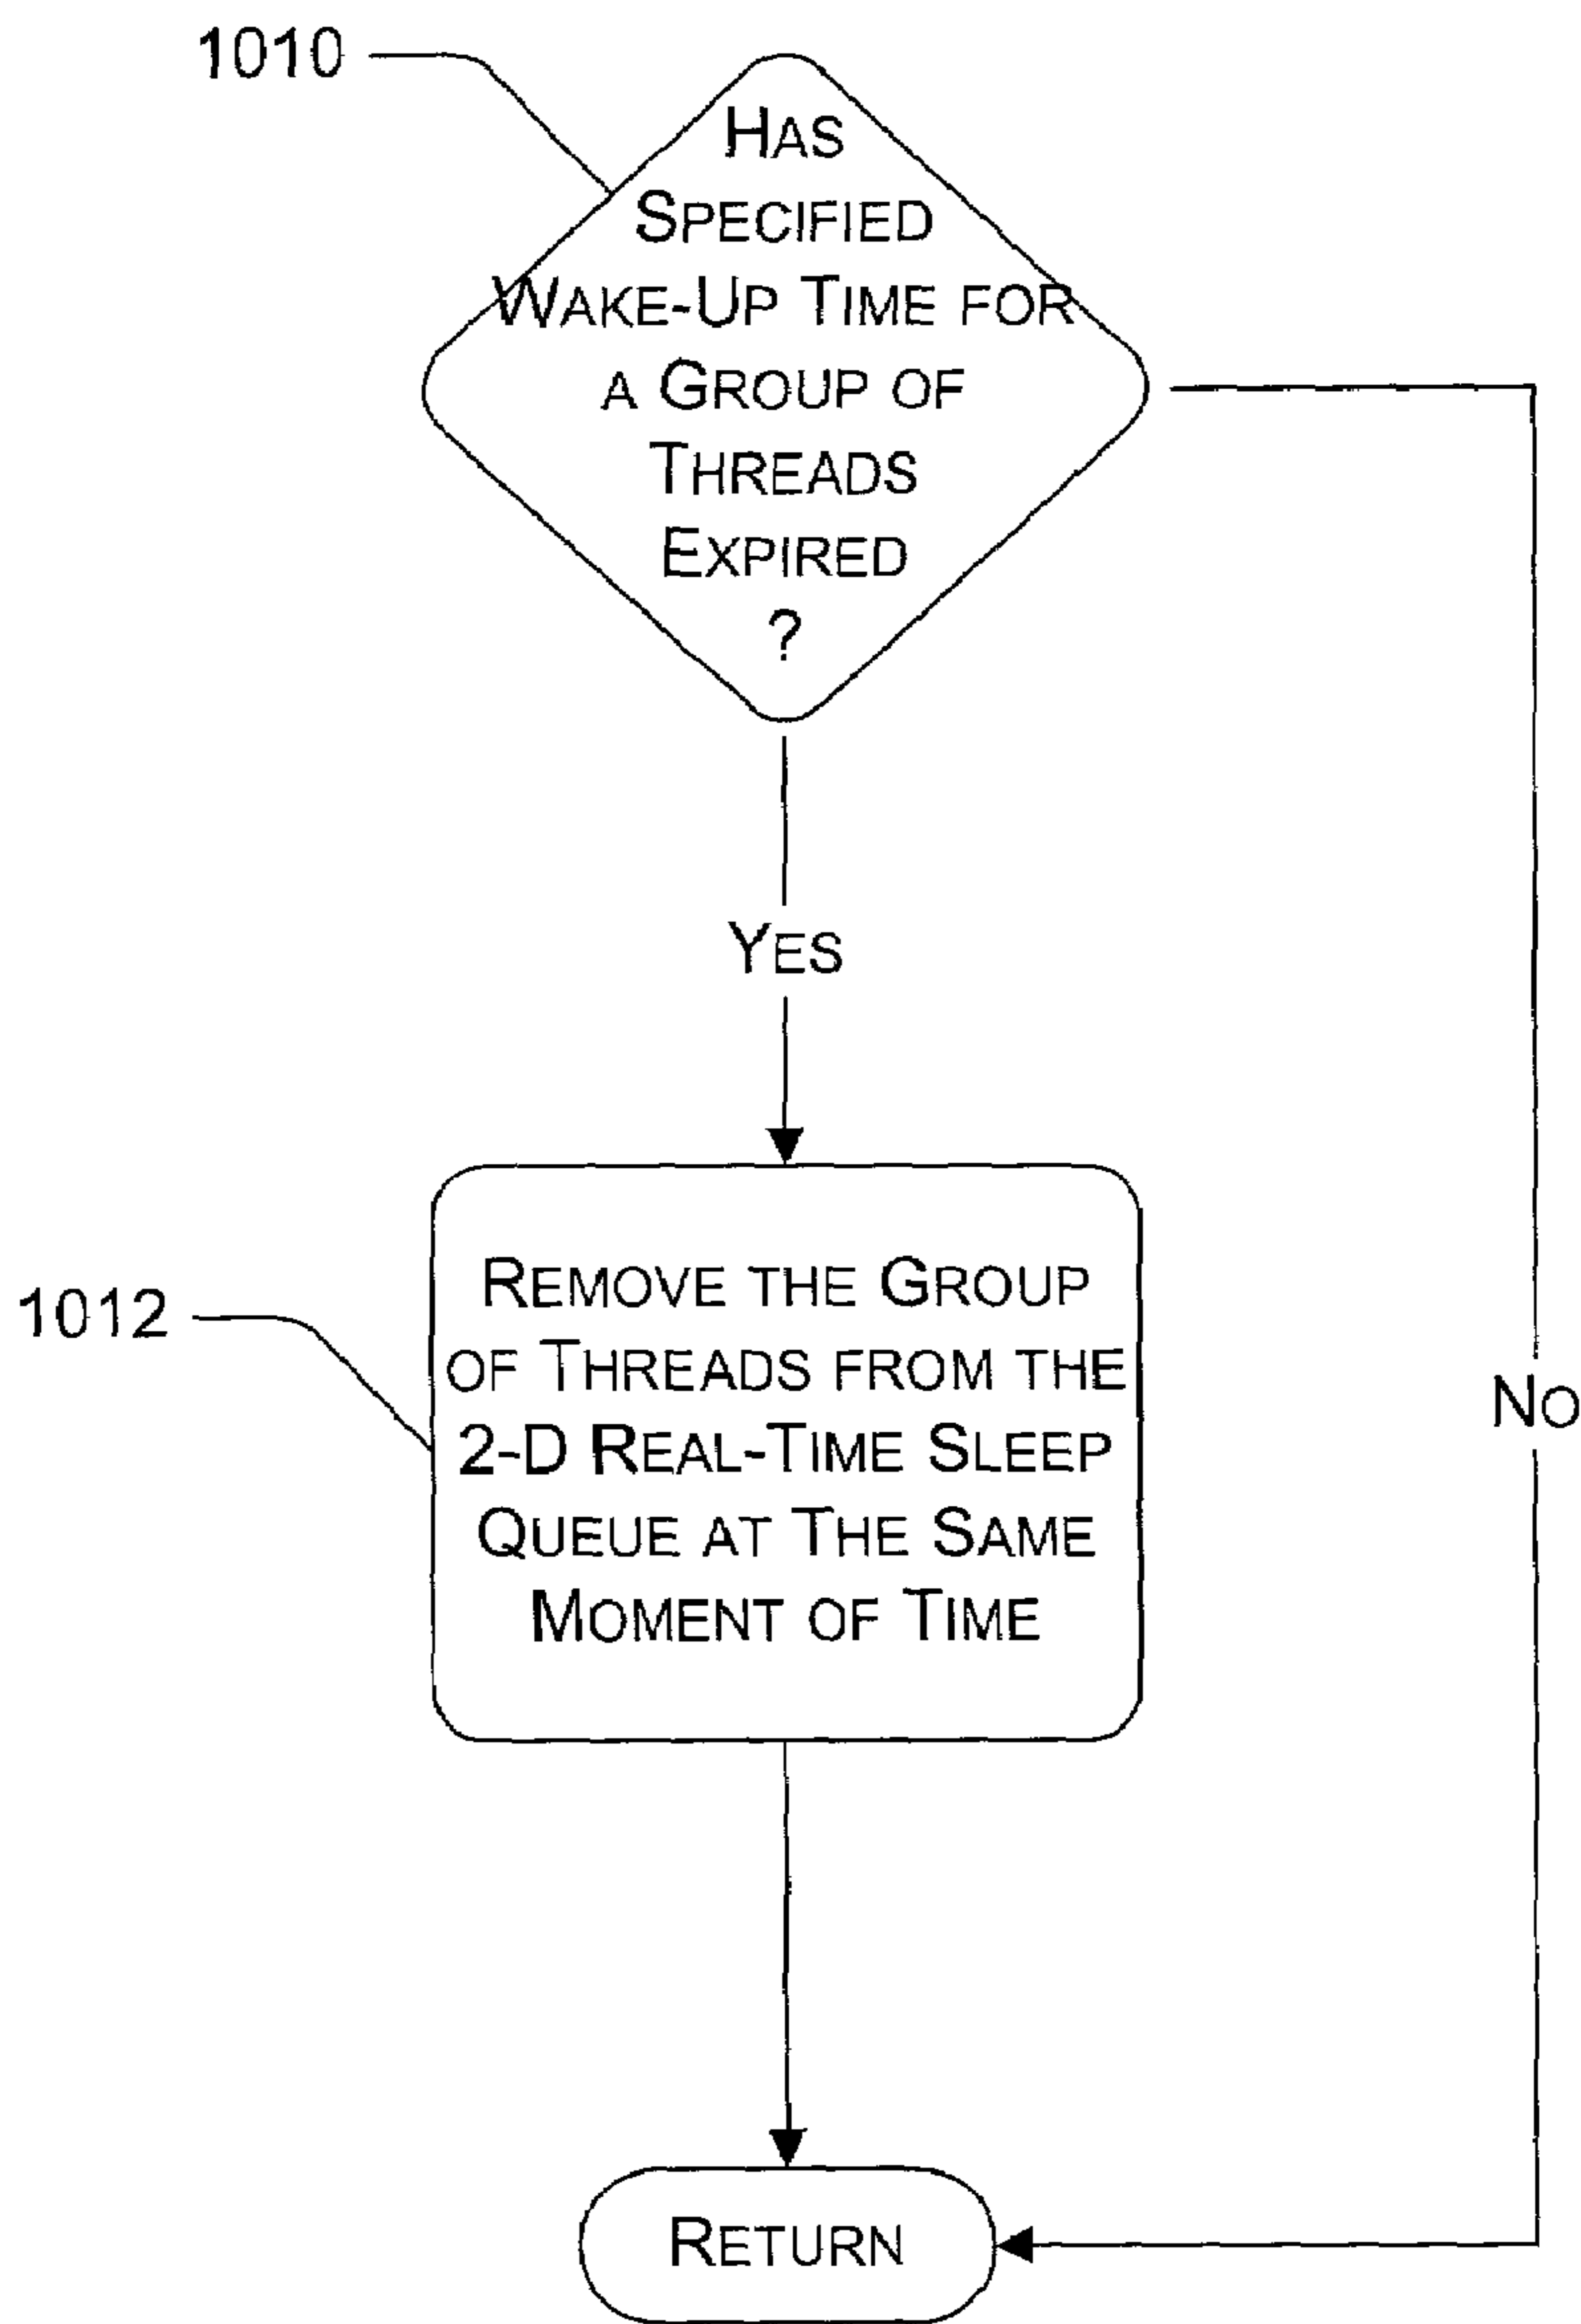 1010
HAS
SPECIFIED
WAKE-UP TIME FOR
A GROUP OF
THREADS
EXPIRED
?
YES
REMOVE THE GROUP
OF THREADS FROM THE
2-D REAL-TIME SLEEP
QUEUE AT THE SAME
MOMENT OF TIME
1012
NO
RETURN